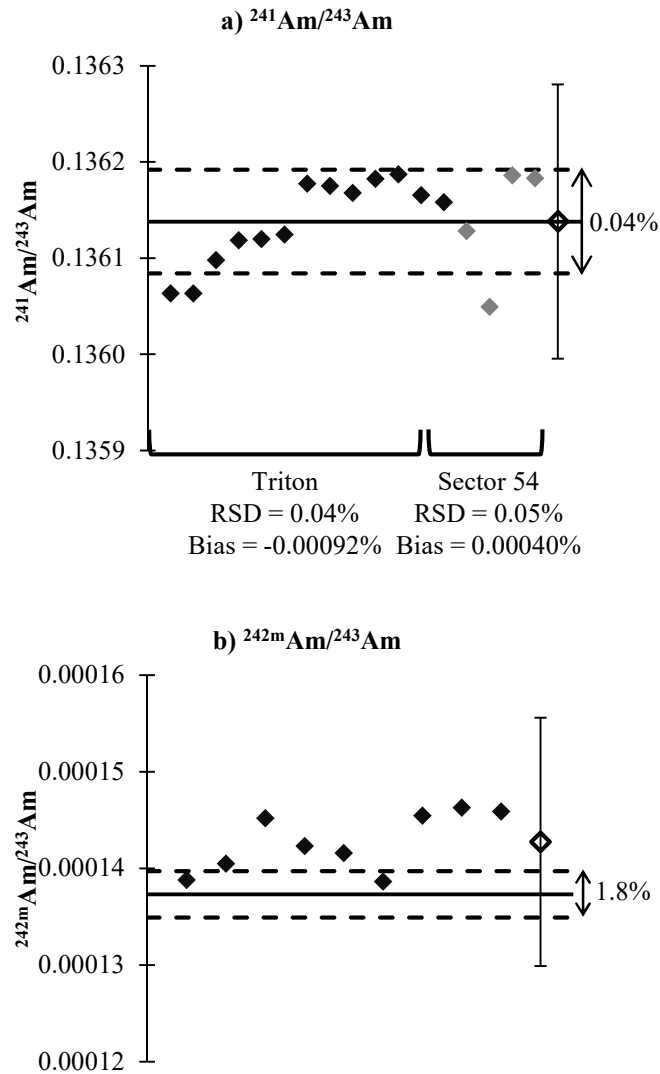 a) ²⁴¹Am/²⁴³Am
0.1363
0.1362
0.1361
0.1360
0.1359
²⁴¹Am/²⁴³Am
0.04%
Triton
RSD = 0.04%
Bias = -0.00092%
Sector 54
RSD = 0.05%
Bias = 0.00040%
b) ²⁴²ᵐAm/²⁴³Am
0.00016
0.00015
0.00014
0.00013
0.00012
²⁴²ᵐAm/²⁴³Am
1.8%